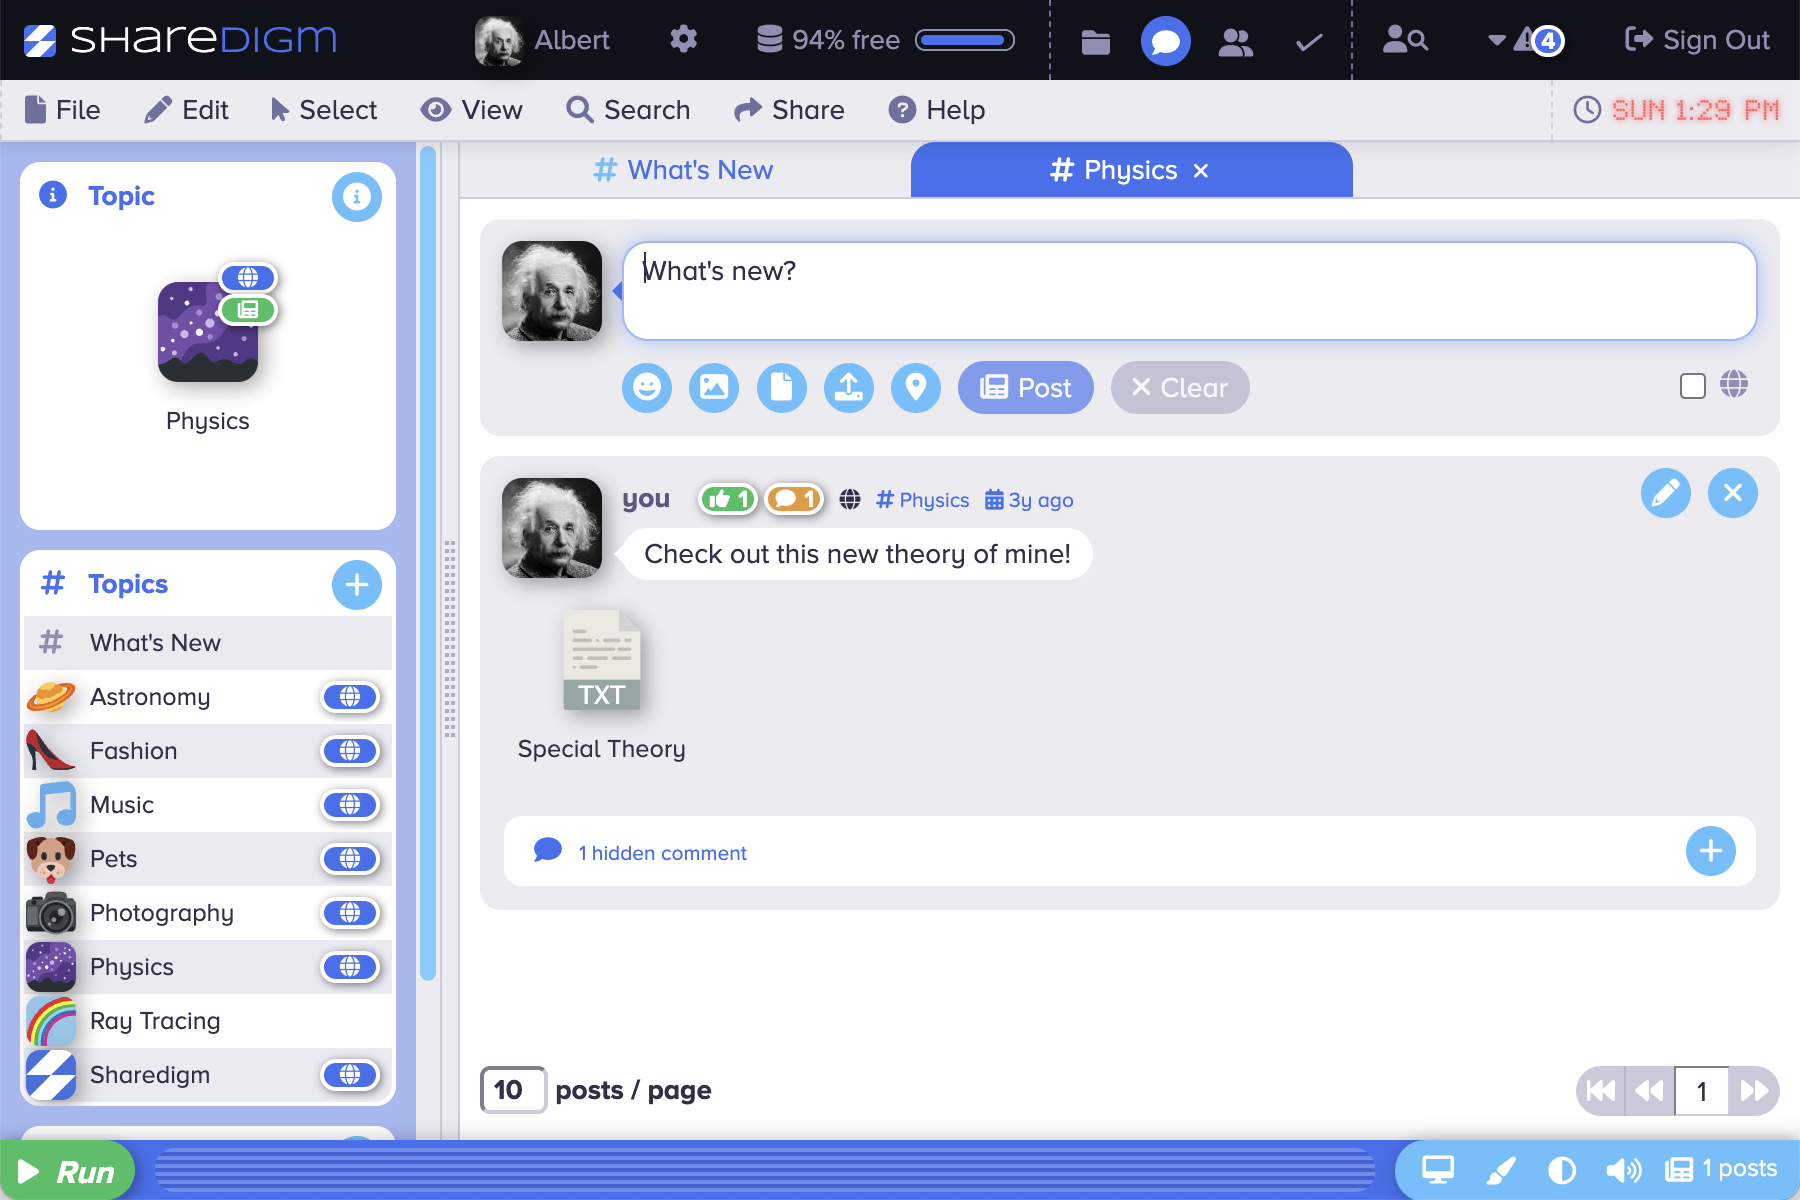 SHAREDIGM
Albert
94% free
4
Sign Out
File
Edit
Select
View
Search
Share
Help
SUN 1:29 PM
Topic
Physics
# Topics
# What's New
Astronomy
Fashion
Music
Pets
Photography
Physics
Ray Tracing
Sharedigm
# What's New
# Physics ×
What's new?
Post
Clear
you 1 1 # Physics 3y ago
Check out this new theory of mine!
TXT
Special Theory
1 hidden comment
10 posts / page
1
Run
1 posts